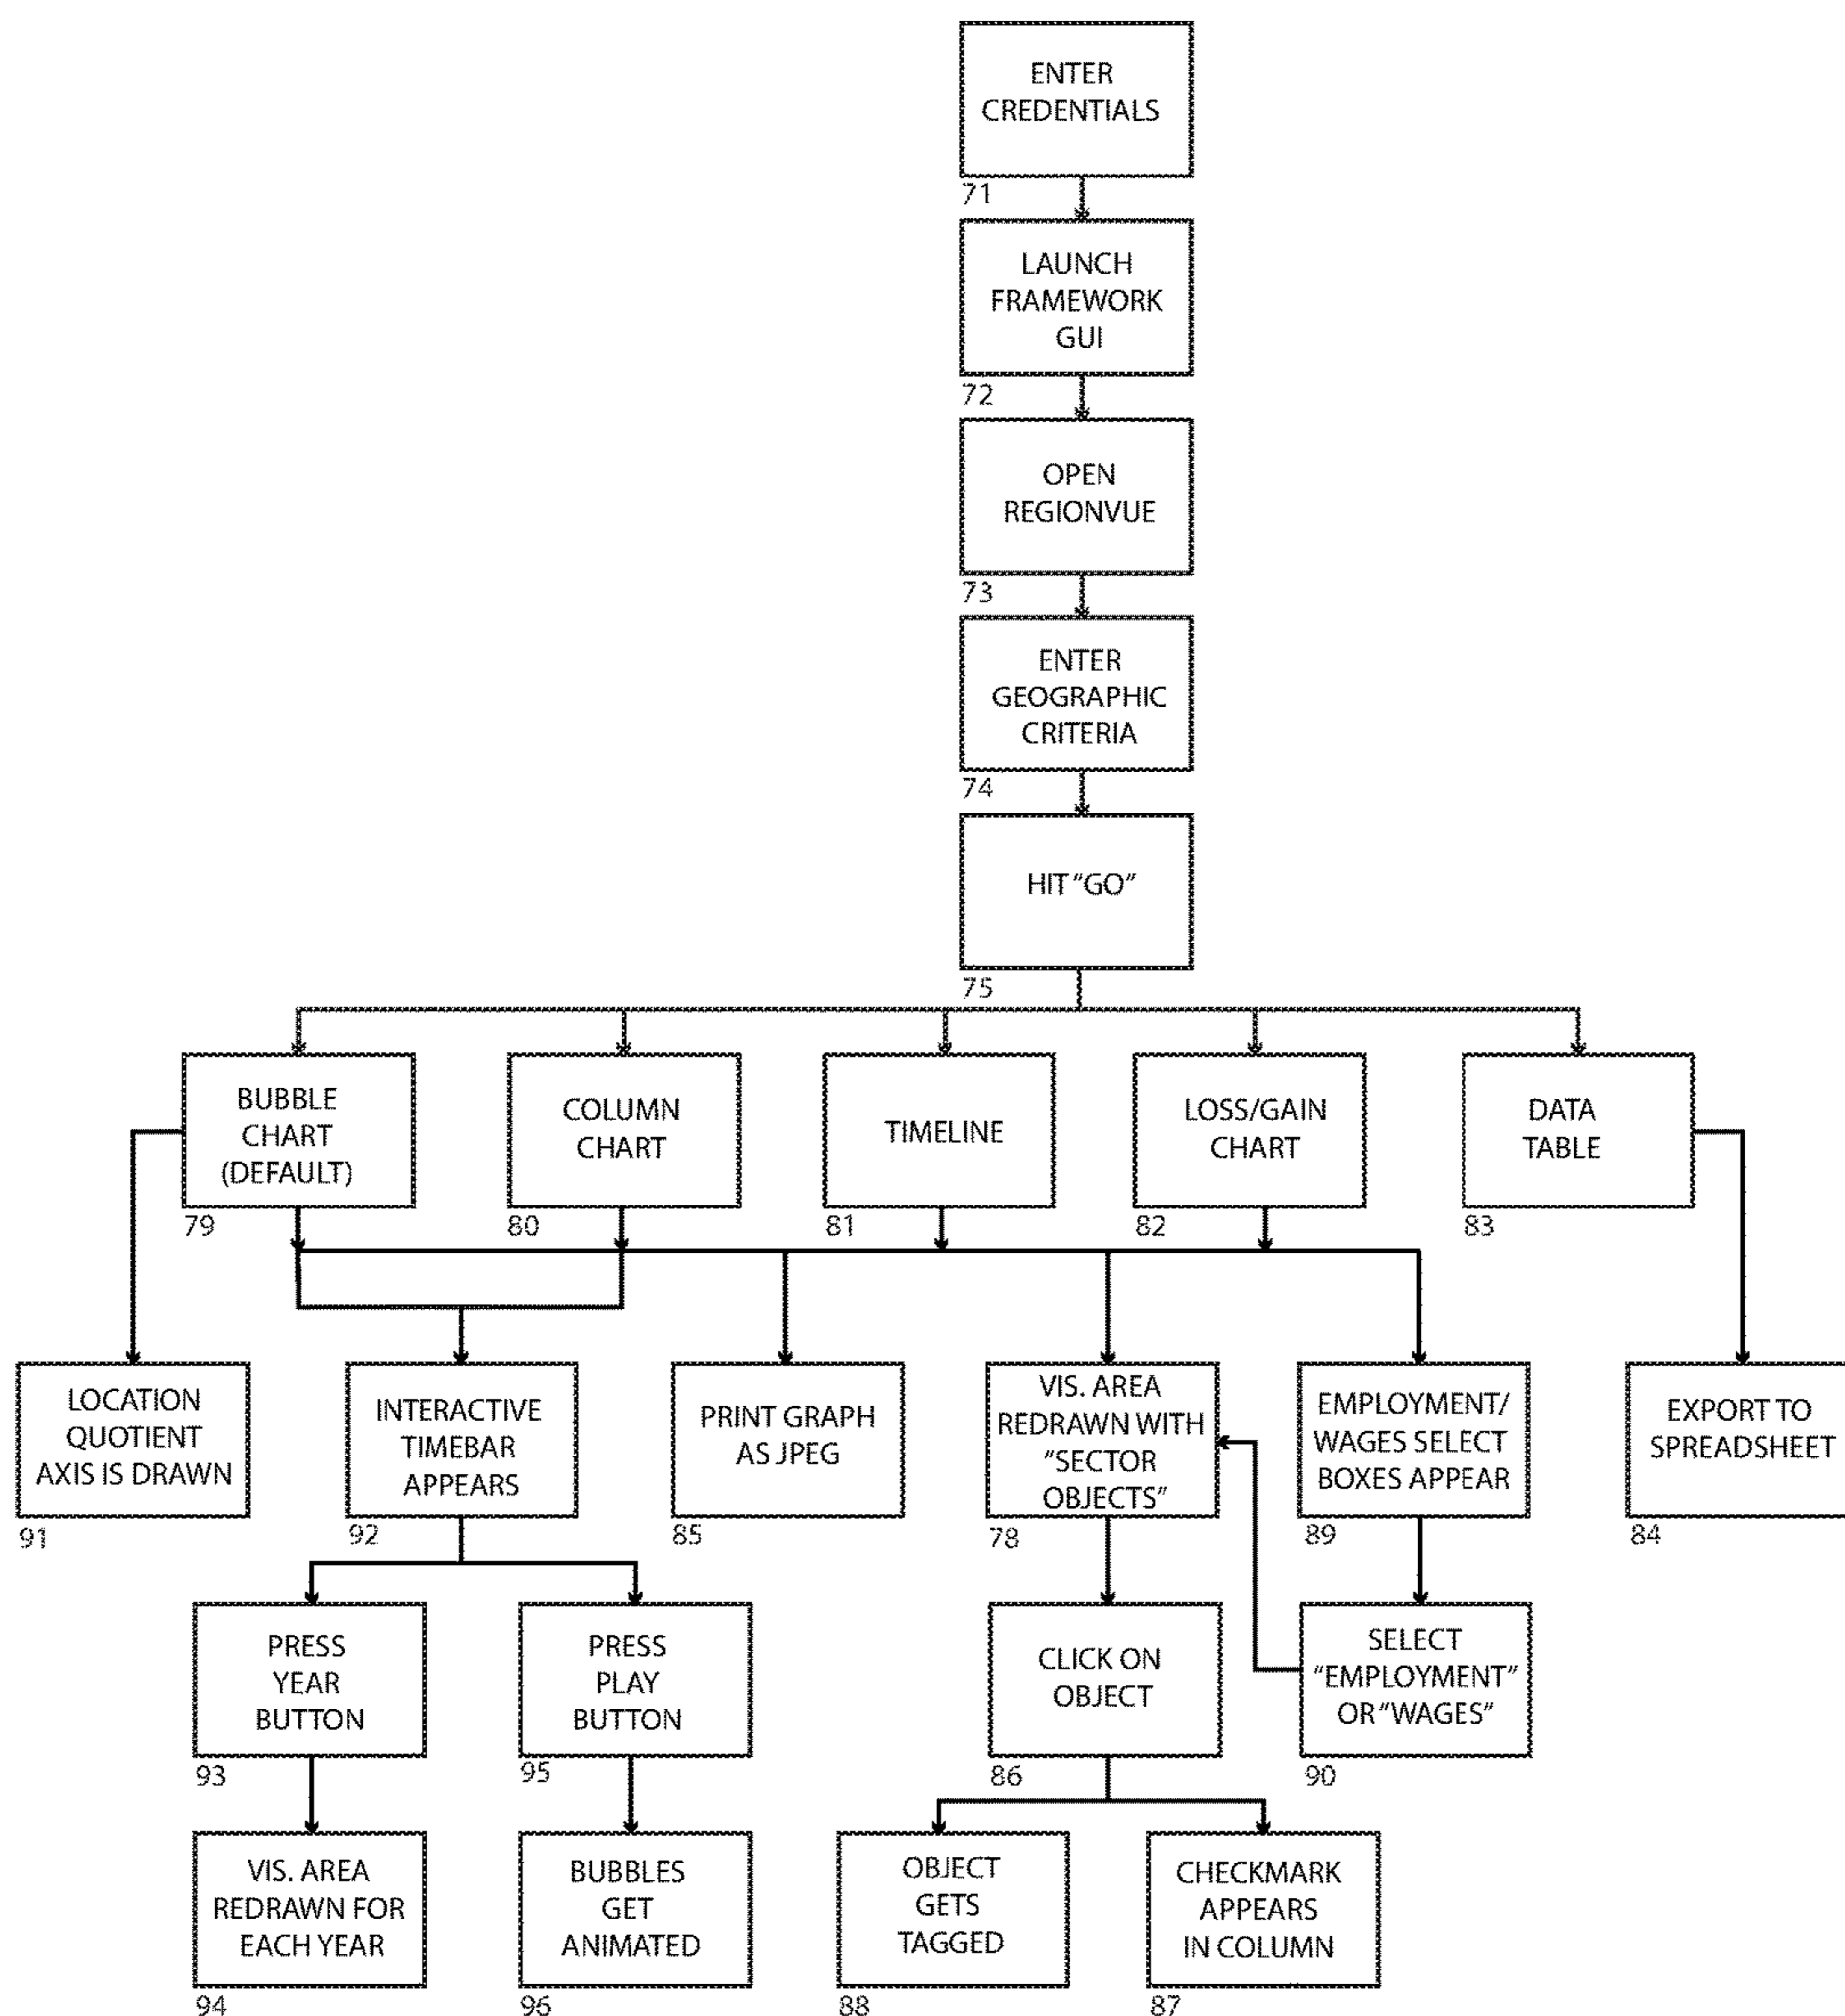 ENTER
CREDENTIALS
71
LAUNCH
FRAMEWORK
GUI
72
OPEN
REGIONVUE
73
ENTER
GEOGRAPHIC
CRITERIA
74
HIT "GO"
75
BUBBLE
CHART
(DEFAULT)
79
COLUMN
CHART
80
TIMELINE
81
LOSS/GAIN
CHART
82
DATA
TABLE
83
LOCATION
QUOTIENT
AXIS IS DRAWN
91
INTERACTIVE
TIMEBAR
APPEARS
92
PRINT GRAPH
AS JPEG
85
VIS. AREA
REDRAWN WITH
"SECTOR
OBJECTS"
78
EMPLOYMENT/
WAGES SELECT
BOXES APPEAR
89
EXPORT TO
SPREADSHEET
84
PRESS
YEAR
BUTTON
93
PRESS
PLAY
BUTTON
95
CLICK ON
OBJECT
86
SELECT
"EMPLOYMENT"
OR "WAGES"
90
VIS. AREA
REDRAWN FOR
EACH YEAR
94
BUBBLES
GET
ANIMATED
96
OBJECT
GETS
TAGGED
88
CHECKMARK
APPEARS
IN COLUMN
87